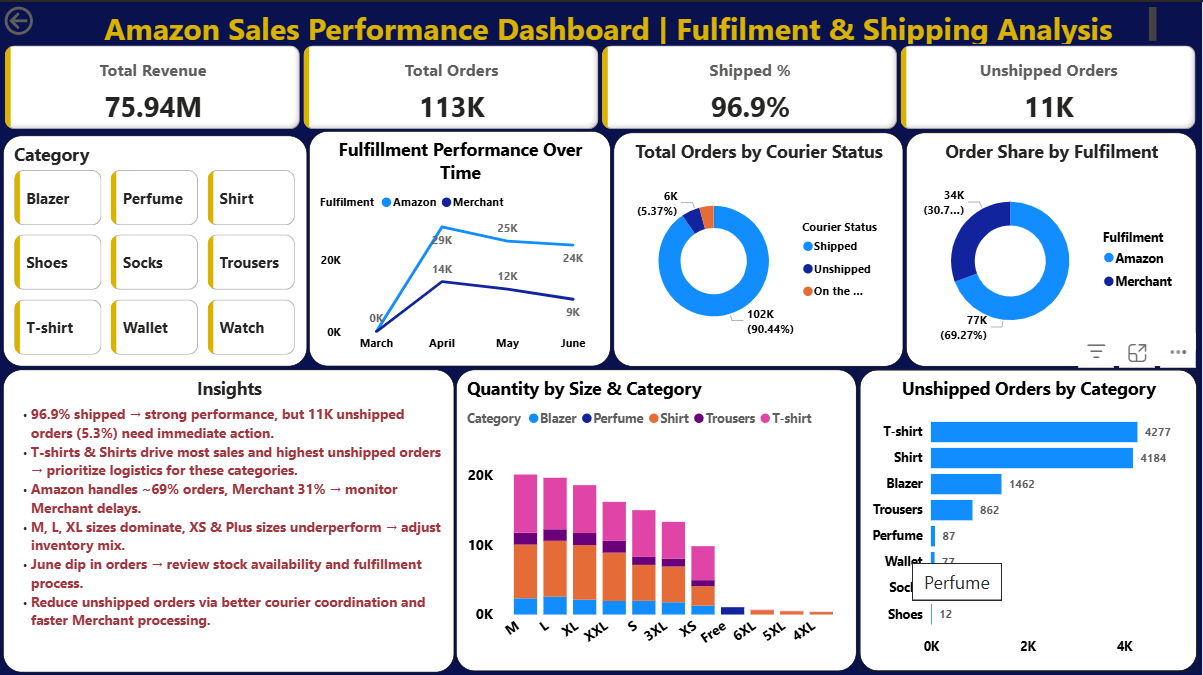 Amazon Sales Performance Dashboard | Fulfilment & Shipping Analysis
Total Revenue
75.94M
Total Orders
113K
Shipped %
96.9%
Unshipped Orders
11K
Category
Blazer
Perfume
Shirt
Shoes
Socks
Trousers
T-shirt
Wallet
Watch
Fulfillment Performance Over
Time
Fulfilment Amazon Merchant
20K
0K
0K
29K
25K
24K
14K
12K
9K
March April May June
Total Orders by Courier Status
6K
(5.37%)
102K
(90.44%)
Courier Status
Shipped
Unshipped
On the ...
Order Share by Fulfilment
34K
(30.7...)
77K
(69.27%)
Fulfilment
Amazon
Merchant
Insights
• 96.9% shipped → strong performance, but 11K unshipped
orders (5.3%) need immediate action.
• T-shirts & Shirts drive most sales and highest unshipped orders
→ prioritize logistics for these categories.
• Amazon handles ~69% orders, Merchant 31% → monitor
Merchant delays.
• M, L, XL sizes dominate, XS & Plus sizes underperform → adjust
inventory mix.
• June dip in orders → review stock availability and fulfillment
process.
• Reduce unshipped orders via better courier coordination and
faster Merchant processing.
Quantity by Size & Category
Category Blazer Perfume Shirt Trousers T-shirt
20K
10K
0K
M L XL XXL S 3XL XS Free 6XL 5XL 4XL
Unshipped Orders by Category
T-shirt 4277
Shirt 4184
Blazer 1462
Trousers 862
Perfume 87
Wallet 77
Perfume
Shoes 12
0K 2K 4K